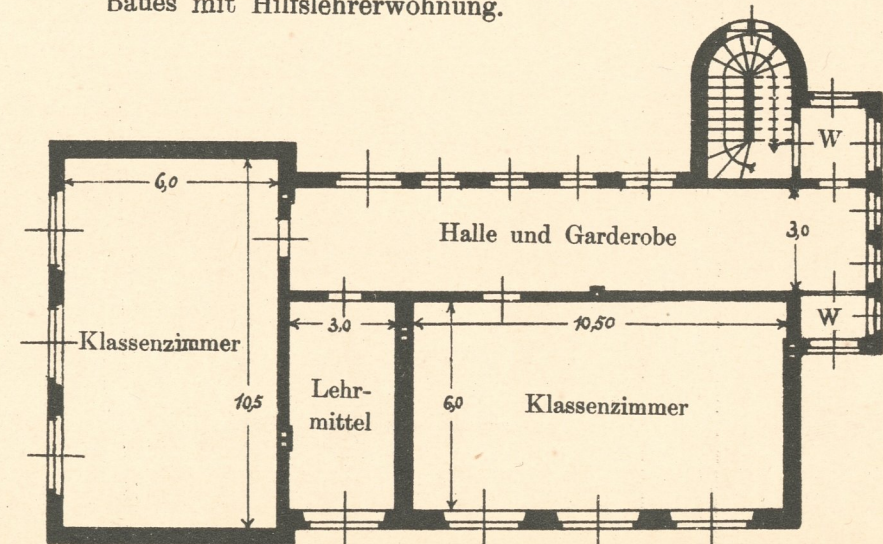 Baues mit Hilfslehrerwohnung.
W
6,0
Halle und Garderobe
3,0
3,0
10,50
W
Klassenzimmer
Lehr-
mittel
10,5
6,0
Klassenzimmer